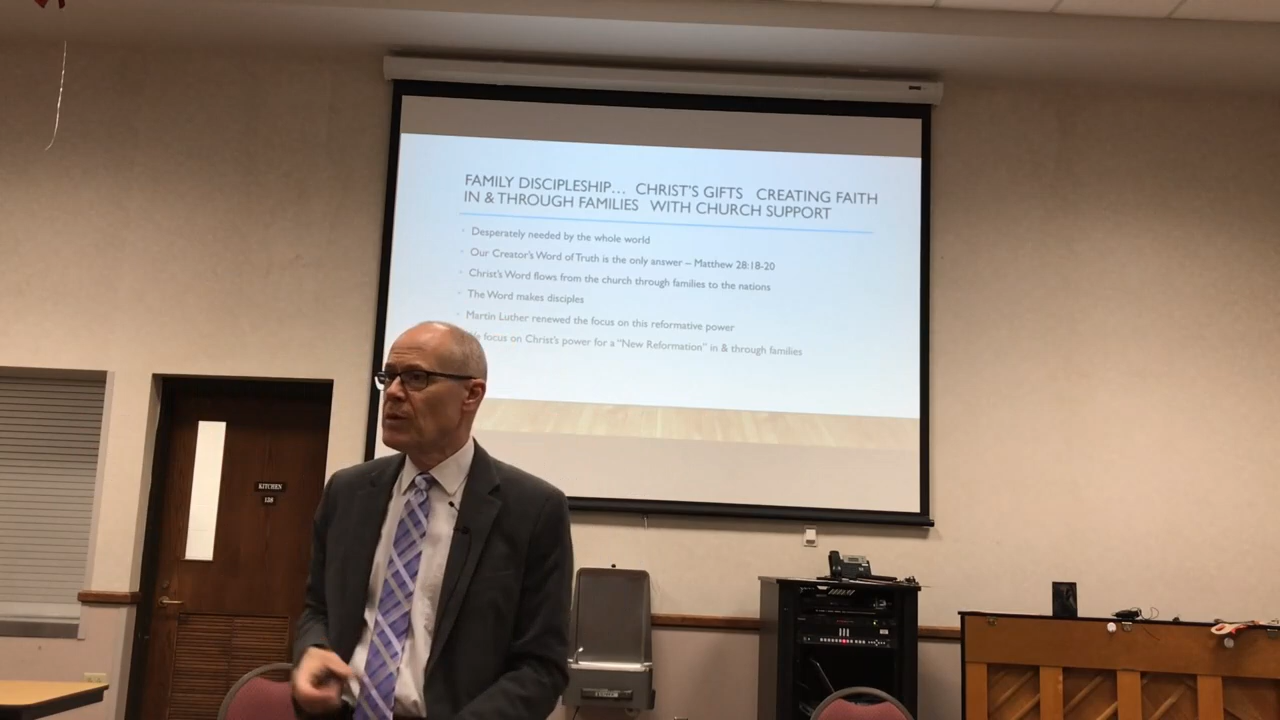 FAMILY DISCIPLESHIP... CHRIST'S GIFTS CREATING FAITH
IN & THROUGH FAMILIES WITH CHURCH SUPPORT
Desperately needed by the whole world
Our Creator's Word of Truth is the only answer – Matthew 28:18-20
Christ's Word flows from the church through families to the nations
The Word makes disciples
Martin Luther renewed the focus on this reformative power
focus on Christ's power for a "New Reformation" in & through families
KITCHEN
138